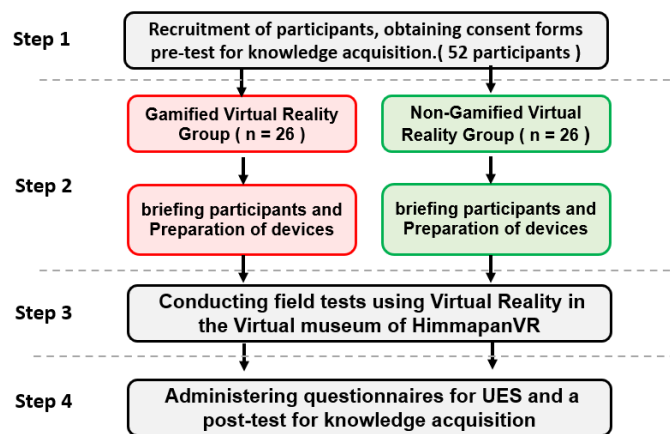 Step 1
Recruitment of participants, obtaining consent forms
pre-test for knowledge acquisition.( 52 participants )
Step 2
Gamified Virtual Reality
Group ( n = 26 )
Non-Gamified Virtual
Reality Group ( n = 26 )
briefing participants and
Preparation of devices
briefing participants and
Preparation of devices
Step 3
Conducting field tests using Virtual Reality in
the Virtual museum of HimmapanVR
Step 4
Administering questionnaires for UES and a
post-test for knowledge acquisition